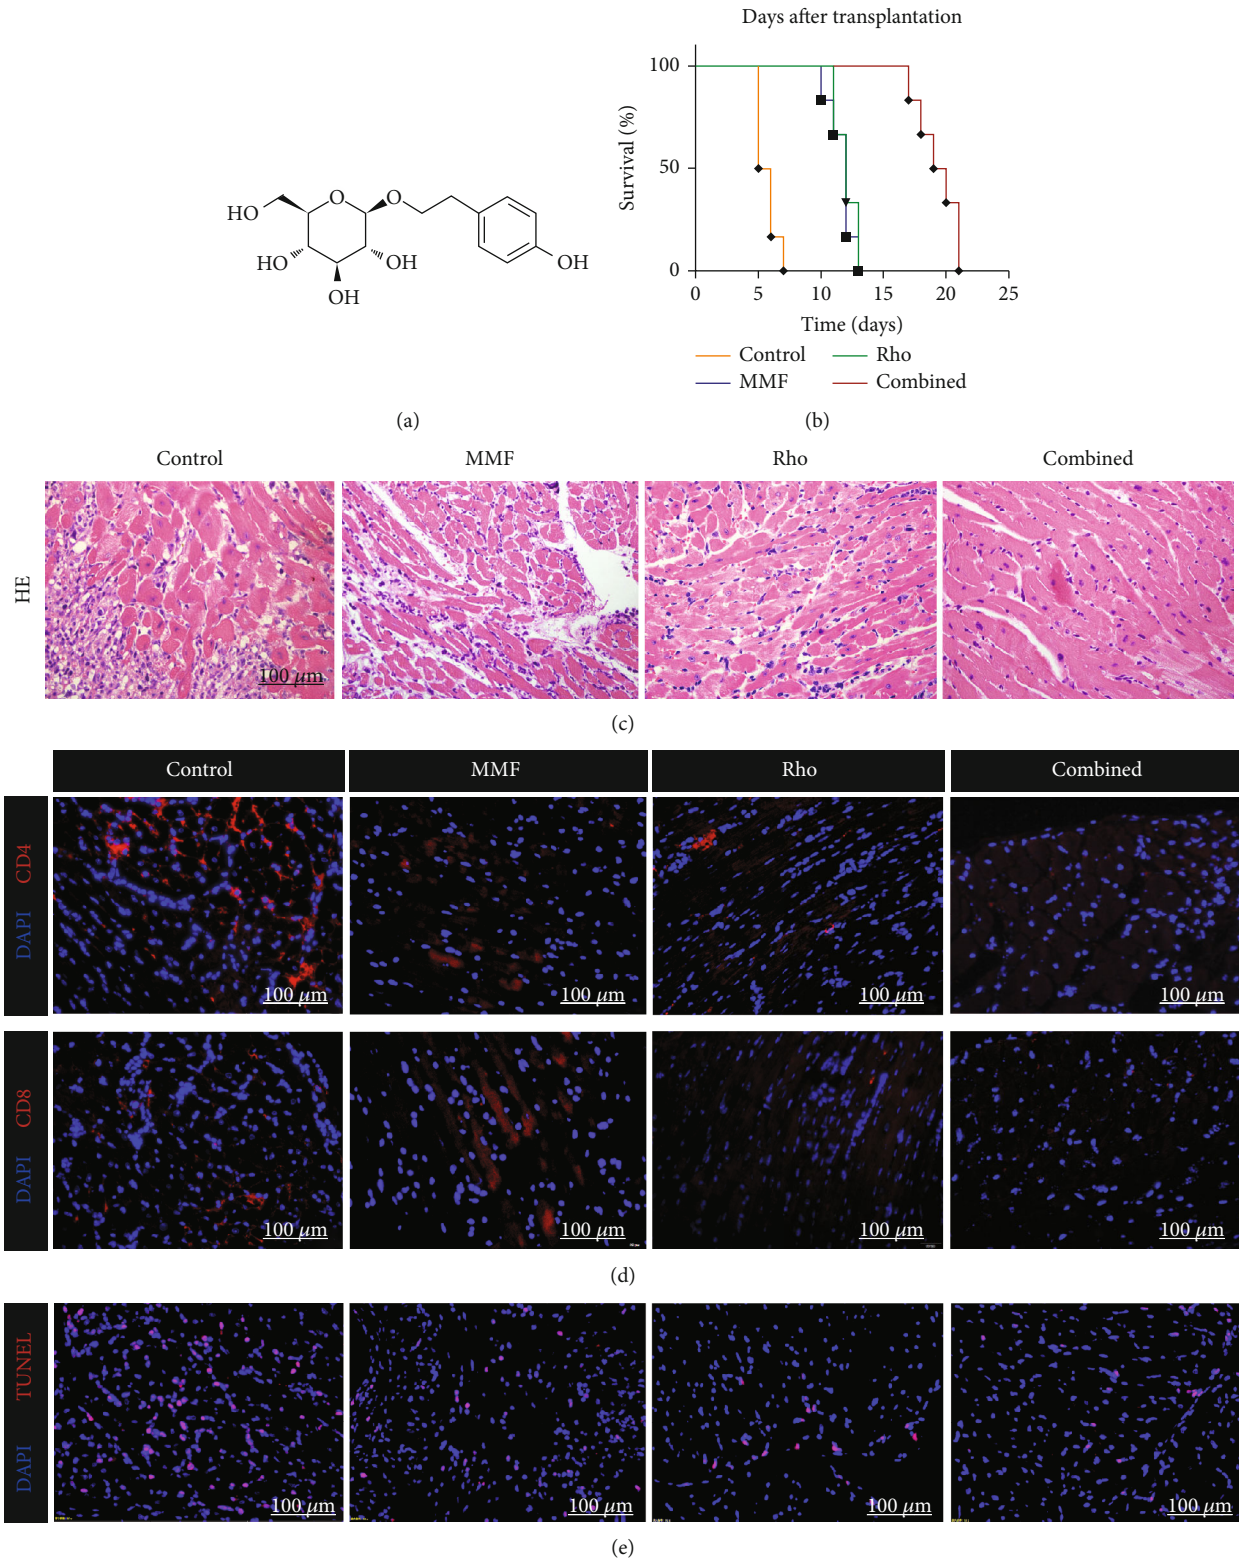 Days after transplantation
100
50
0
Survival (%)
0 5 10 15 20 25
Time (days)
Control Rho
MMF Combined
HO
O
O
HO
OH
OH
OH
(a)
(b)
Control MMF Rho Combined
HE
100 μm
(c)
Control MMF Rho Combined
DAPI CD4
100 μm 100 μm 100 μm 100 μm
DAPI CD8
100 μm 100 μm 100 μm 100 μm
(d)
DAPI TUNEL
100 μm 100 μm 100 μm 100 μm
(e)